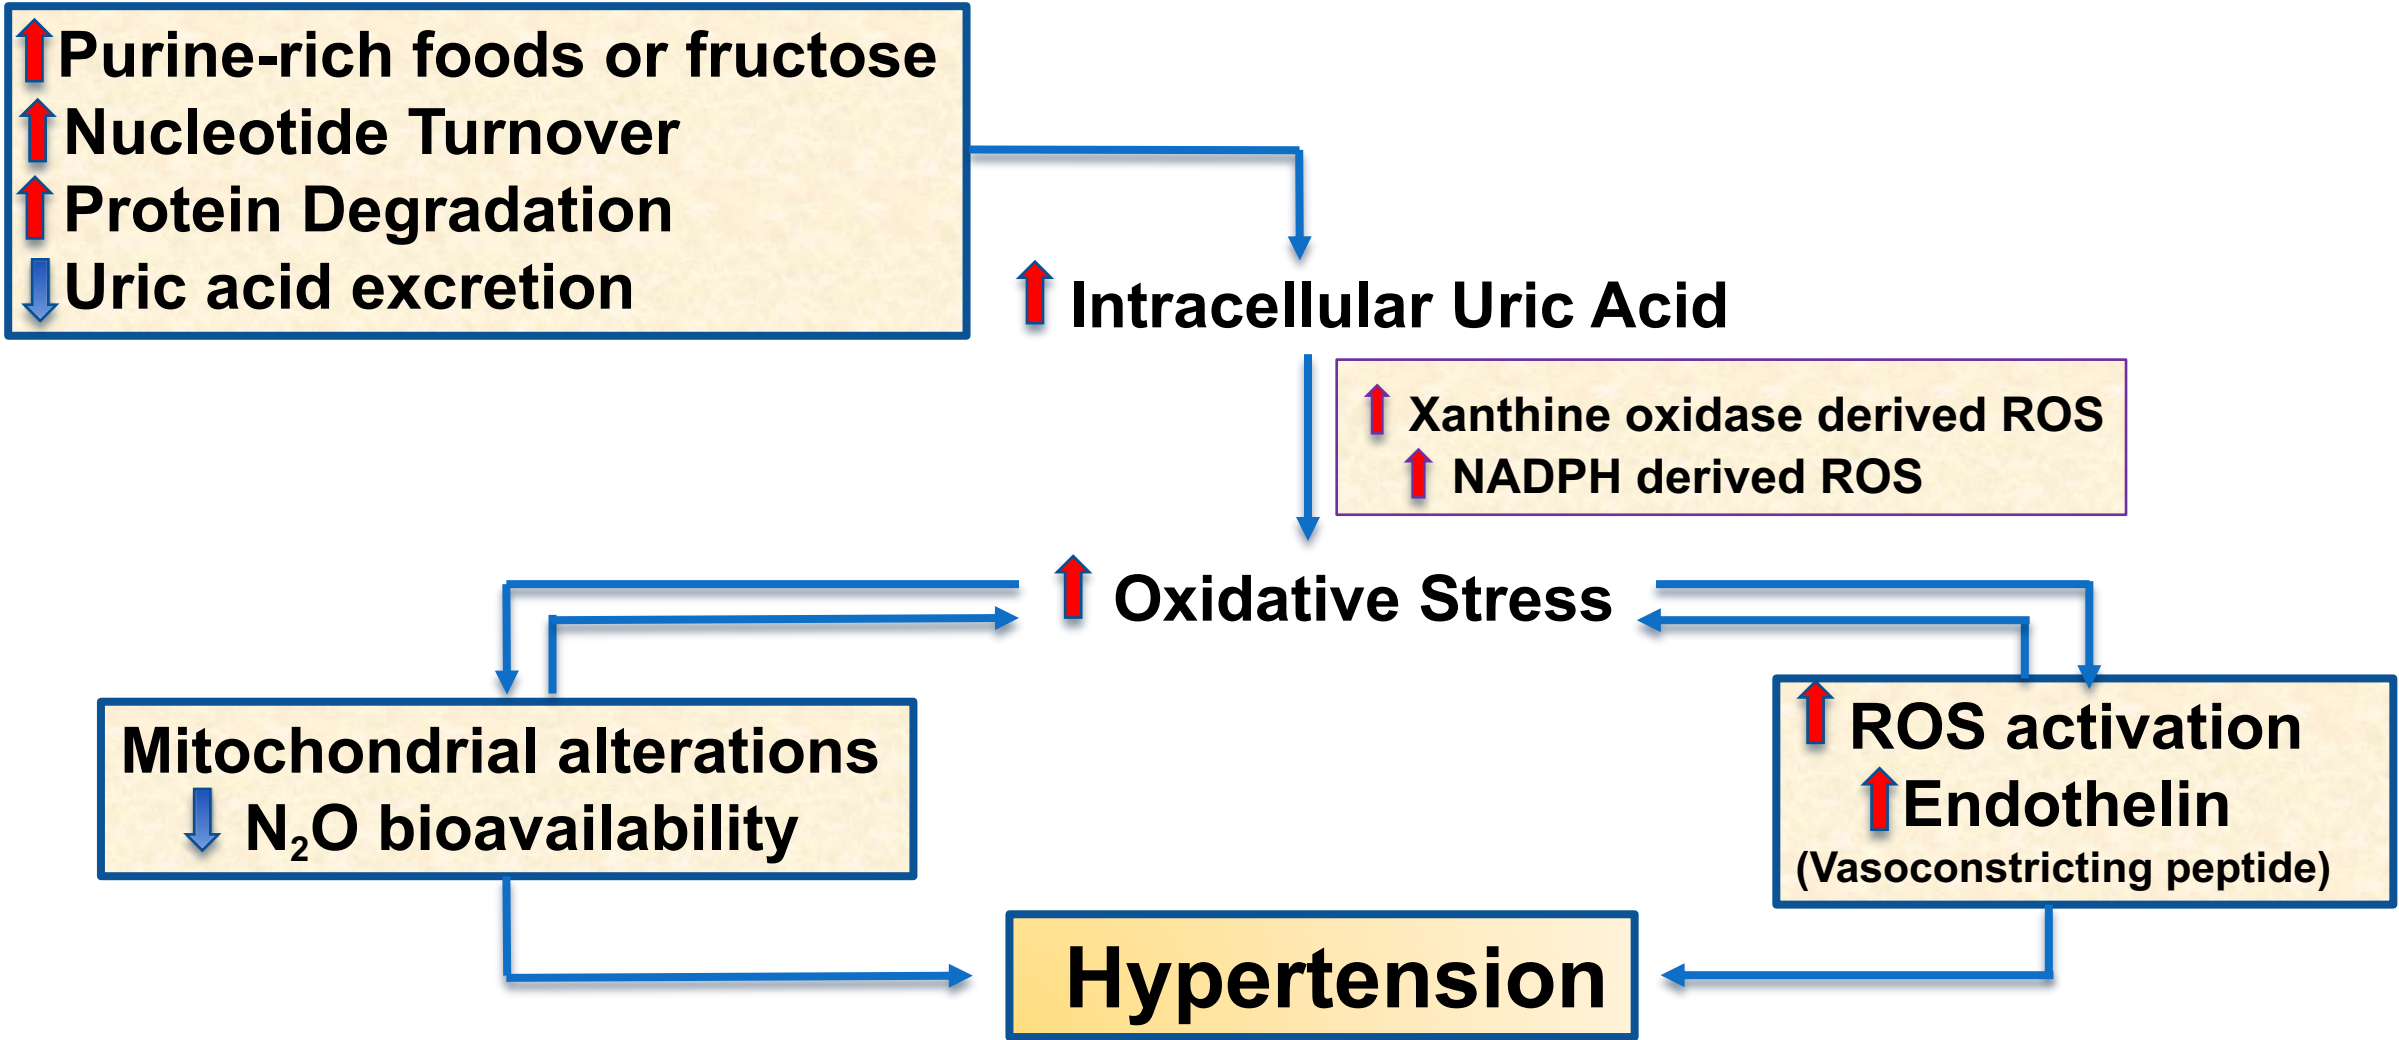 Purine-rich foods or fructose
Nucleotide Turnover
Protein Degradation
Uric acid excretion
Intracellular Uric Acid
Xanthine oxidase derived ROS
NADPH derived ROS
Oxidative Stress
Mitochondrial alterations
N₂O bioavailability
ROS activation
Endothelin
(Vasoconstricting peptide)
Hypertension